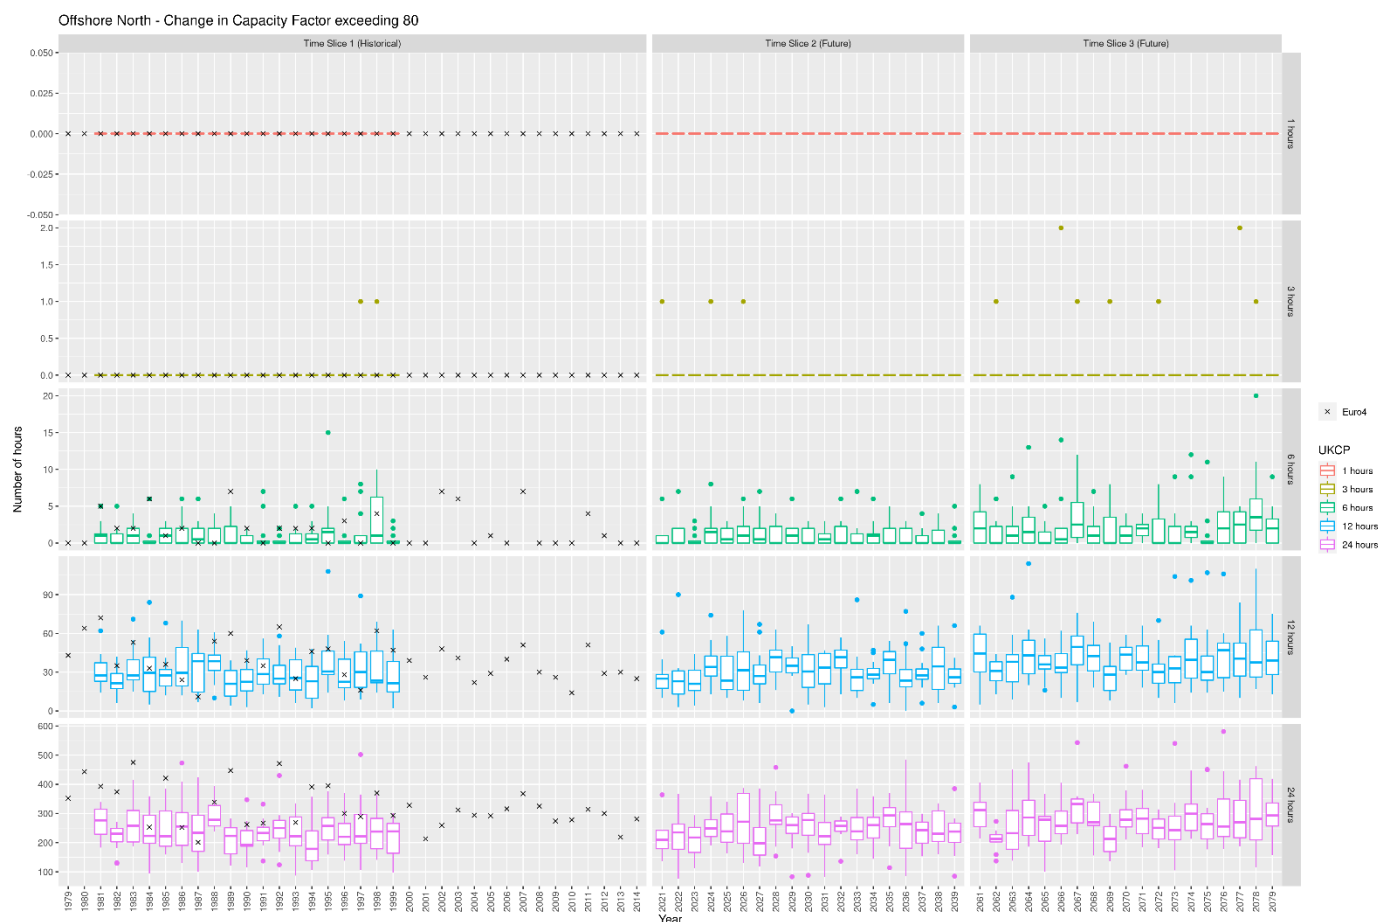 Offshore North - Change in Capacity Factor exceeding 80
Time Slice 1 (Historical)
Time Slice 2 (Future)
Time Slice 3 (Future)
0.050
0.025
0.000
-0.025
-0.050
1 hours
2.0
1.5
1.0
0.5
0.0
3 hours
20
15
10
5
0
6 hours
90
60
30
0
12 hours
600
500
400
300
200
100
24 hours
Number of hours
1979 1980 1981 1982 1983 1984 1985 1986 1987 1988 1989 1990 1991 1992 1993 1994 1995 1996 1997 1998 1999 2000 2001 2002 2003 2004 2005 2006 2007 2008 2009 2010 2011 2012 2013 2014
2021 2022 2023 2024 2025 2026 2027 2028 2029 2030 2031 2032 2033 2034 2035 2036 2037 2038 2039
2061 2062 2063 2064 2065 2066 2067 2068 2069 2070 2071 2072 2073 2074 2075 2076 2077 2078 2079
Year
Euro4
UKCP
1 hours
3 hours
6 hours
12 hours
24 hours